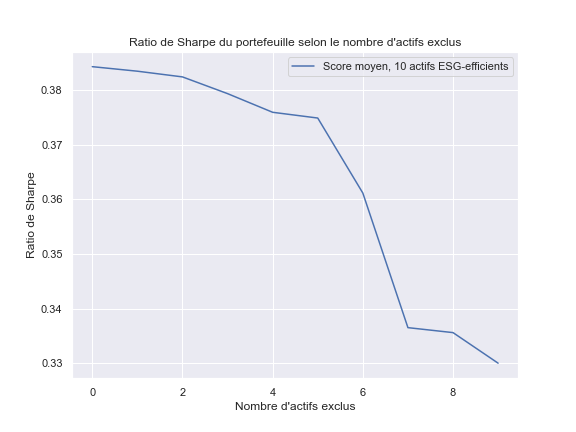 Ratio de Sharpe du portefeuille selon le nombre d'actifs exclus
Score moyen, 10 actifs ESG-efficients
0.38
0.37
0.36
0.35
0.34
0.33
Ratio de Sharpe
0 2 4 6 8
Nombre d'actifs exclus